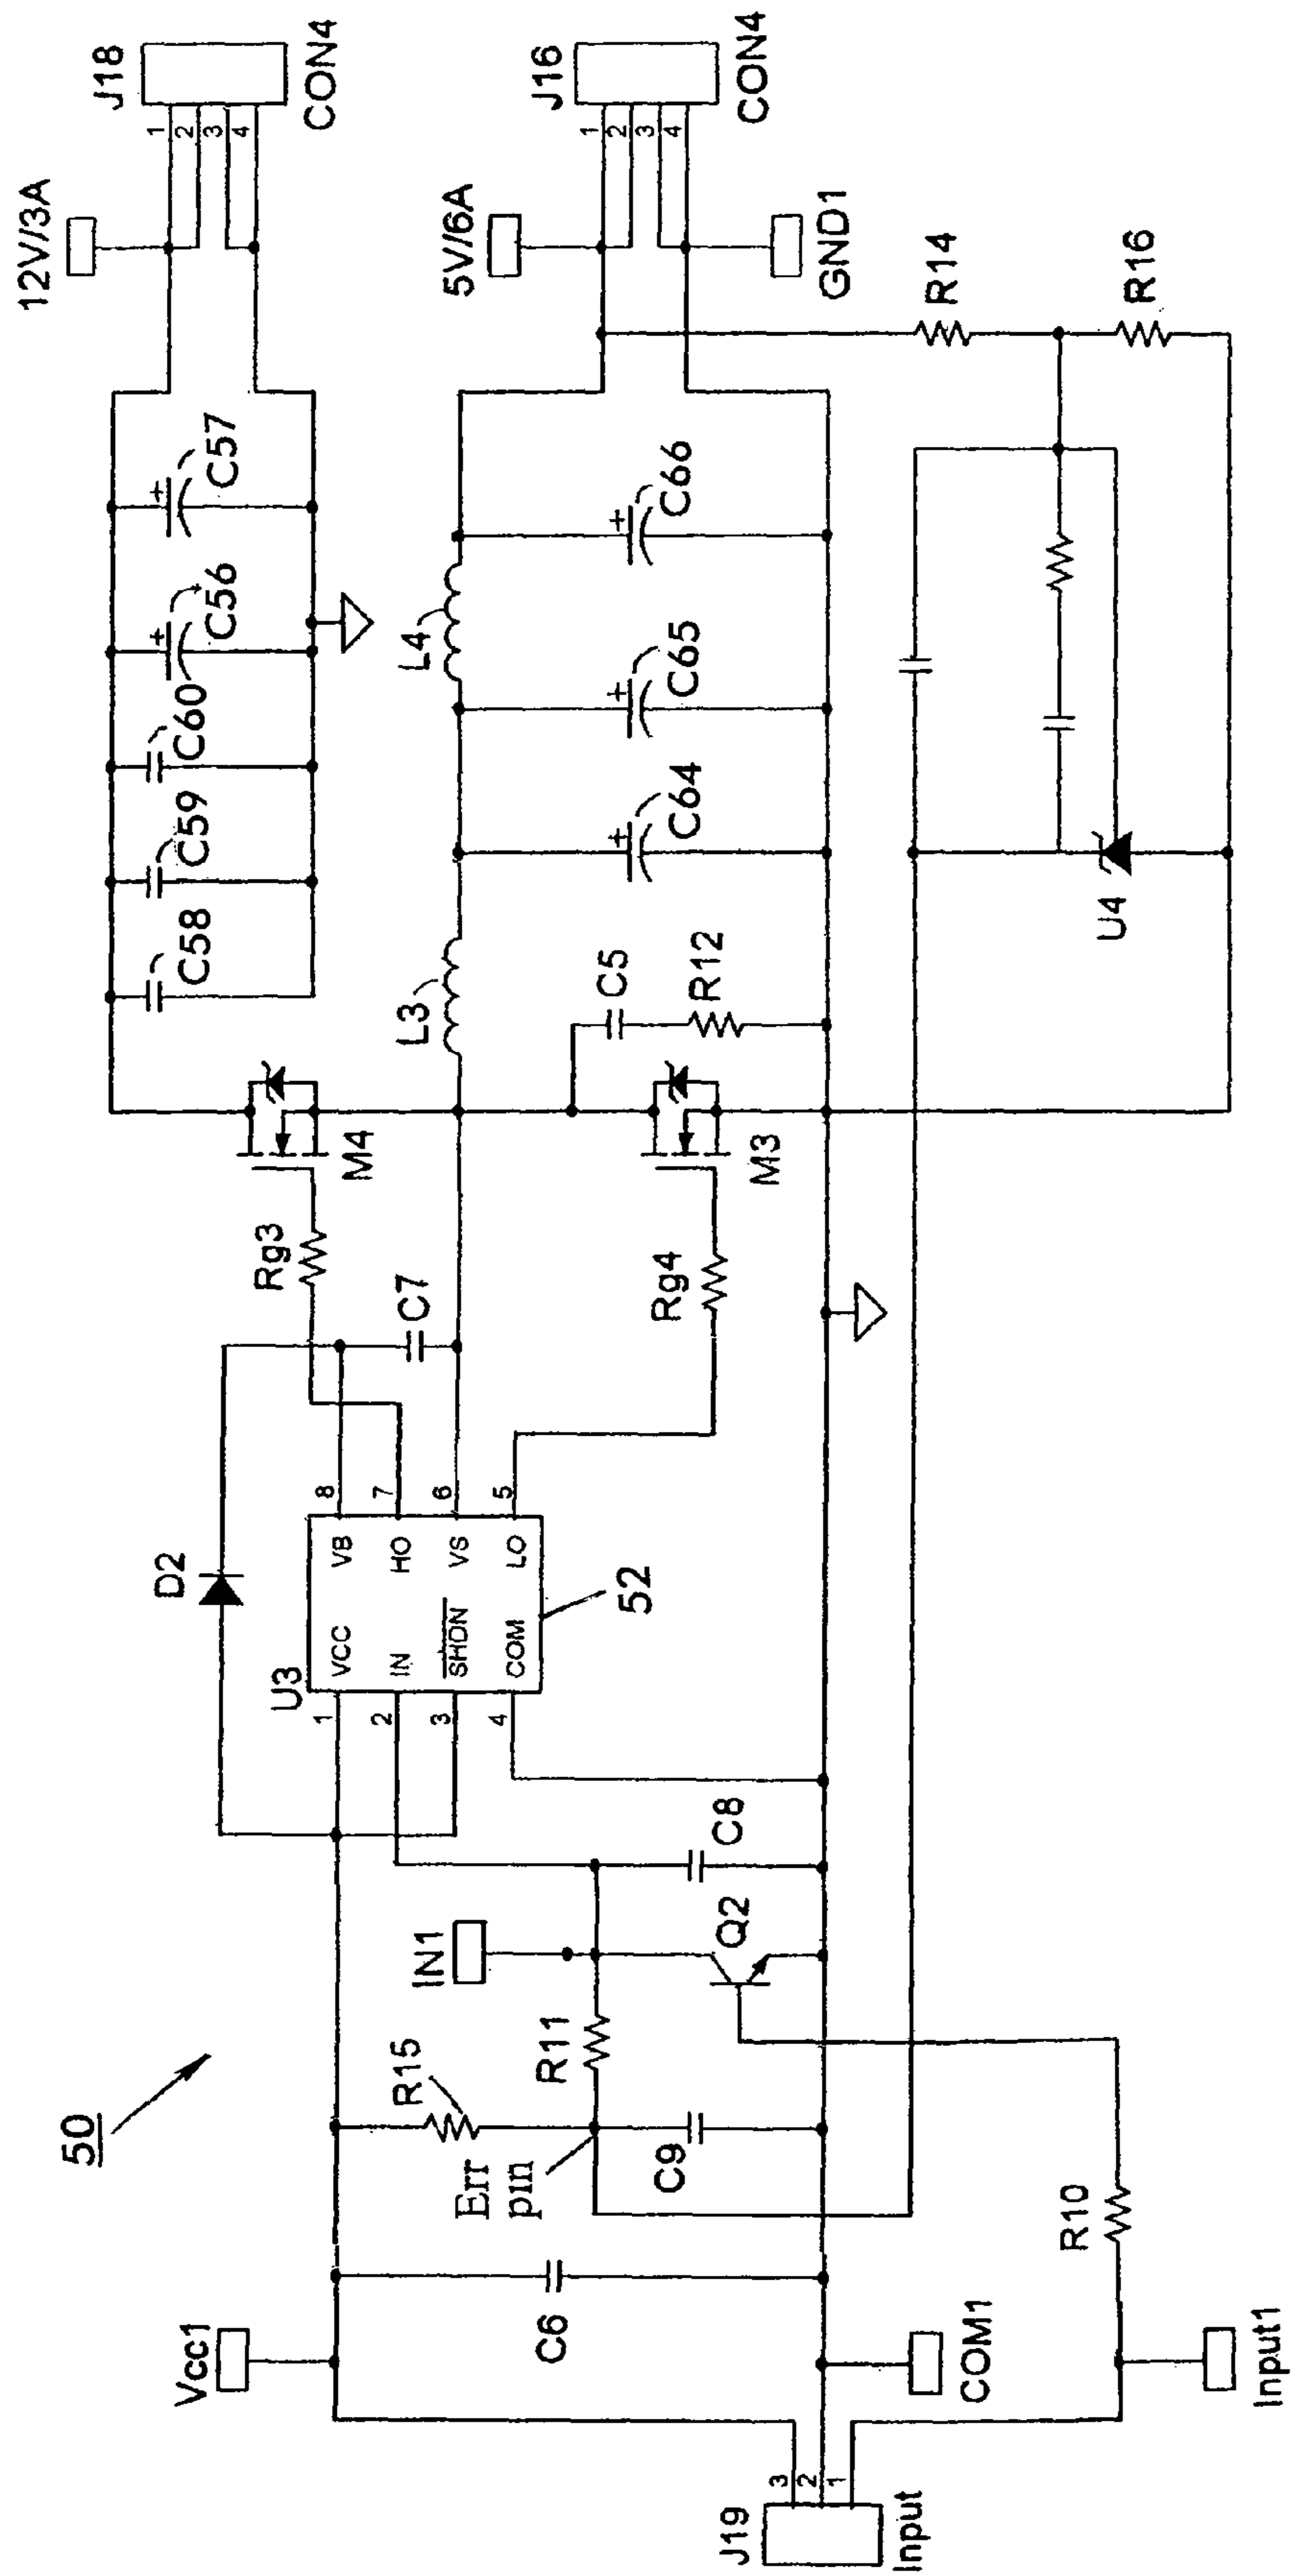 50
J19
Input
3
2
1
Vcc1
C6
COM1
Input1
R10
Err
pin
R15
C9
R11
IN1
Q2
C8
D2
U3
1
2
3
4
VCC
IN
SHDN
COM
VB
HO
VS
LO
8
7
6
5
52
C7
Rg3
Rg4
M4
M3
C5
R12
L3
L4
C58
C59
C60
C56
C57
C64
C65
C66
U4
R14
R16
12V/3A
J18
1
2
3
4
CON4
5V/6A
J16
1
2
3
4
CON4
GND1